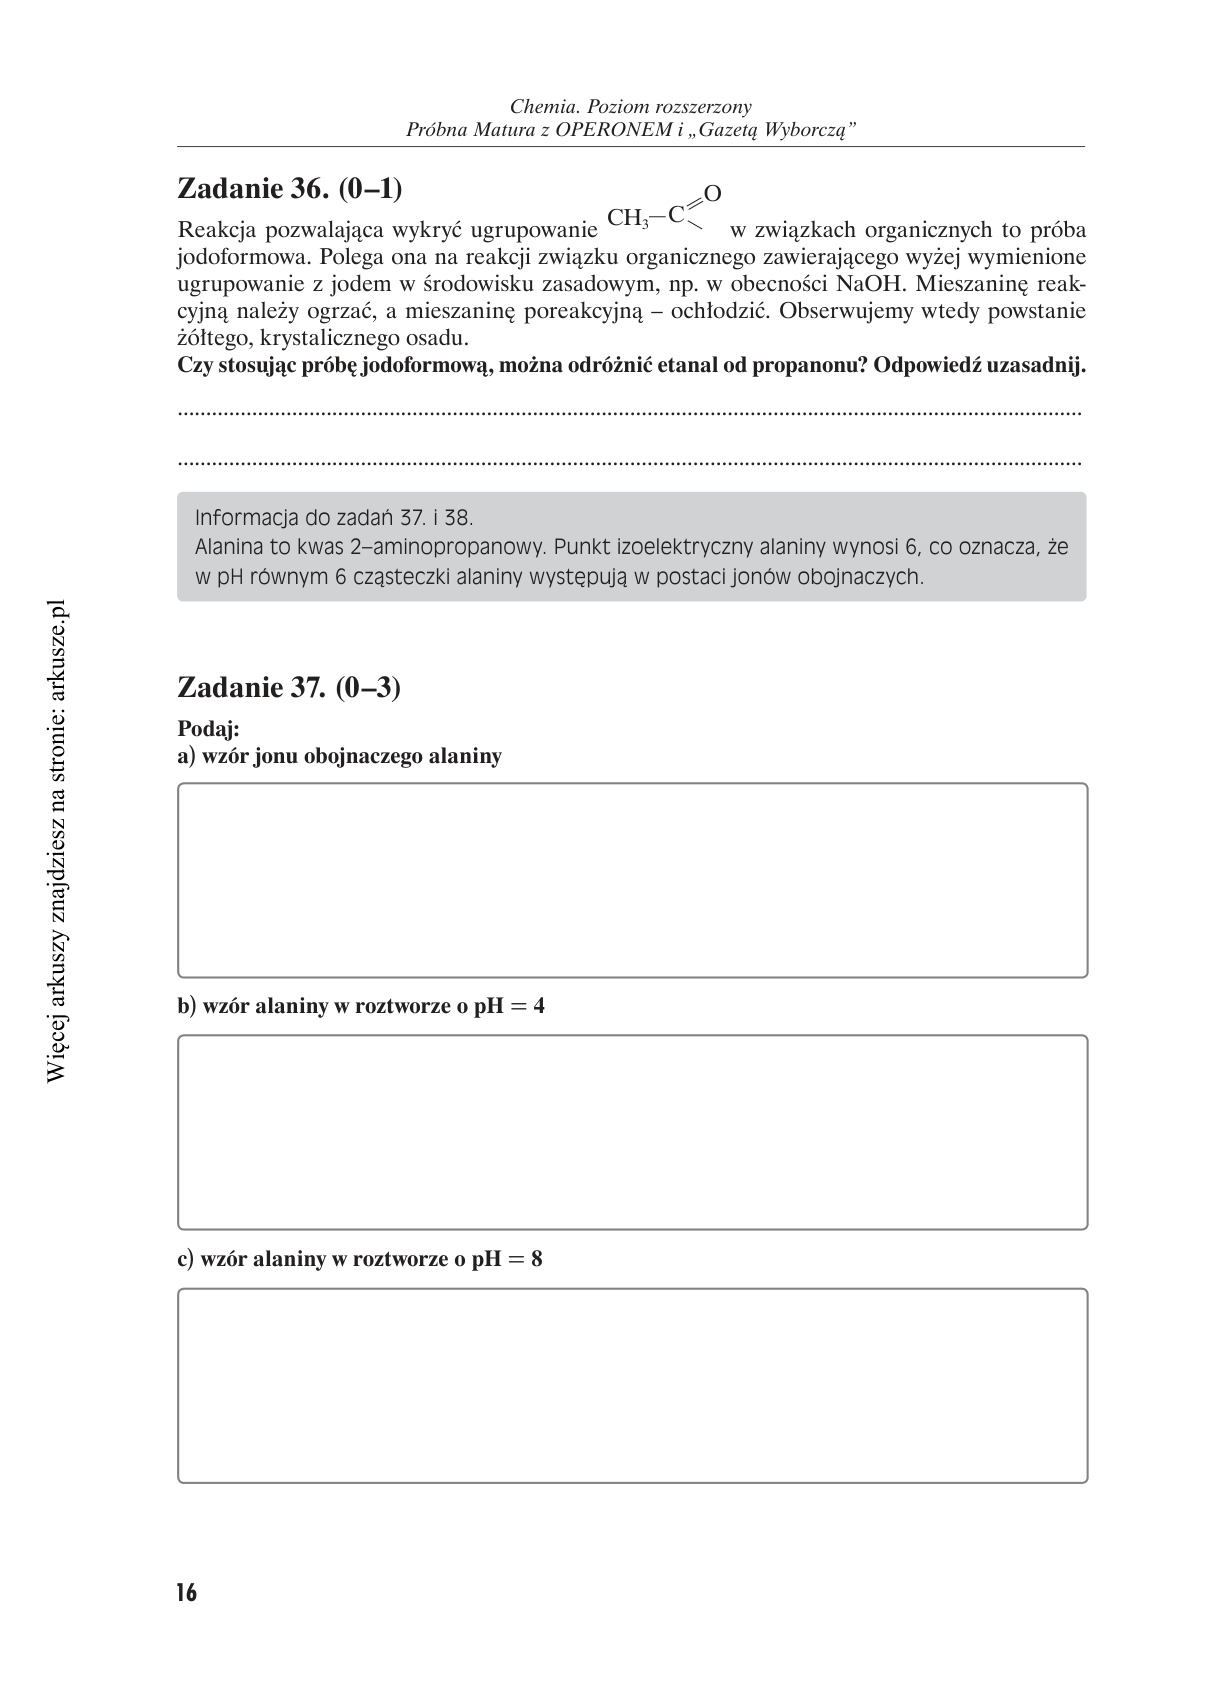 Chemia. Poziom rozszerzony
Próbna Matura z OPERONEM i „Gazetą Wyborczą”
Zadanie 36. (0–1)
Reakcja pozwalająca wykryć ugrupowanie CH₃–C=O w związkach organicznych to próba
jodoformowa. Polega ona na reakcji związku organicznego zawierającego wyżej wymienione
ugrupowanie z jodem w środowisku zasadowym, np. w obecności NaOH. Mieszaninę reak-
cyjną należy ogrzać, a mieszaninę poreakcyjną – ochłodzić. Obserwujemy wtedy powstanie
żółtego, krystalicznego osadu.
Czy stosując próbę jodoformową, można odróżnić etanal od propanonu? Odpowiedź uzasadnij.
Informacja do zadań 37. i 38.
Alanina to kwas 2–aminopropanowy. Punkt izoelektryczny alaniny wynosi 6, co oznacza, że
w pH równym 6 cząsteczki alaniny występują w postaci jonów obojnaczych.
Zadanie 37. (0–3)
Podaj:
a) wzór jonu obojnaczego alaniny
b) wzór alaniny w roztworze o pH = 4
c) wzór alaniny w roztworze o pH = 8
16
Więcej arkuszy znajdziesz na stronie: arkusze.pl